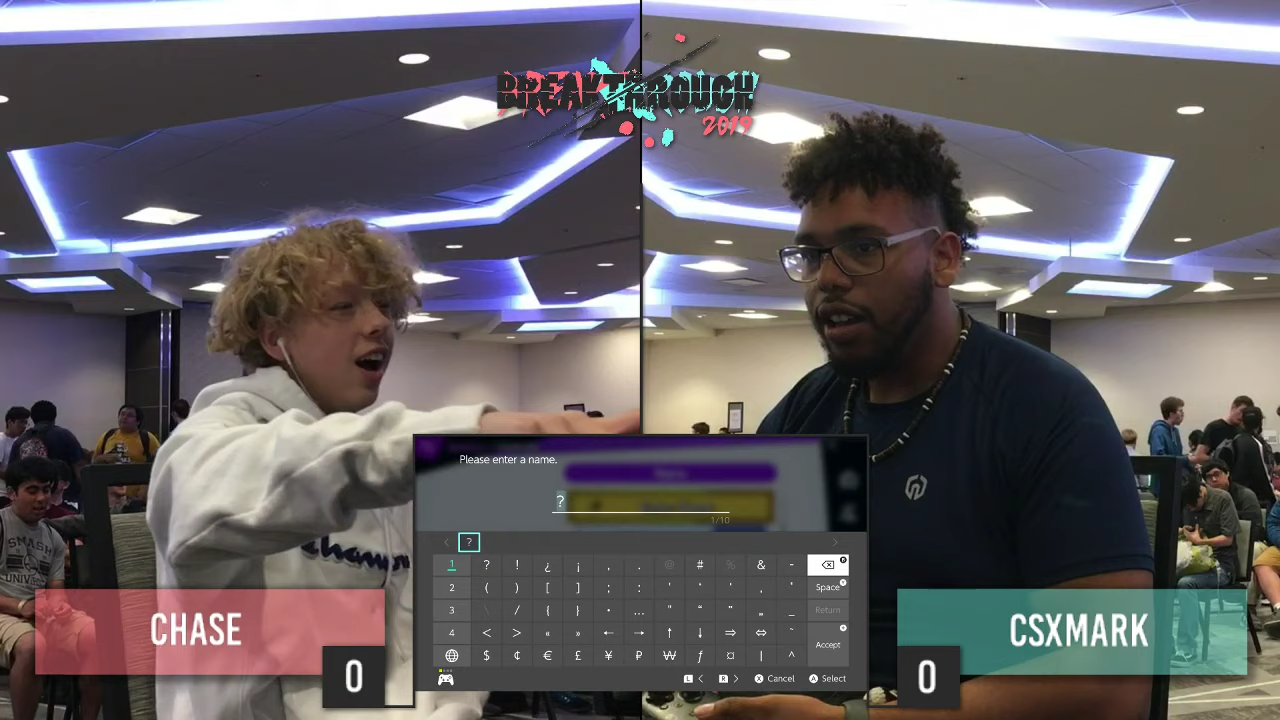 BREAKTHROUGH
2019
Please enter a name.
?
1/10
?
1 ? ! ¿ ¡ , . @ # % & -
2 ( ) [ ] ; : ' ‘ ’ ‚ '
3 \ / { } · … " “ ” „ _
4 < > « » ← → ↑ ↓ ⇒ ⇔ ~
$ ¢ € £ ¥ ₽ ₩ ƒ ¤ | ^
Space
Return
Accept
L < R > X Cancel A Select
SMASH
UNIV
Champ
CHASE
0
0
CSXMARK